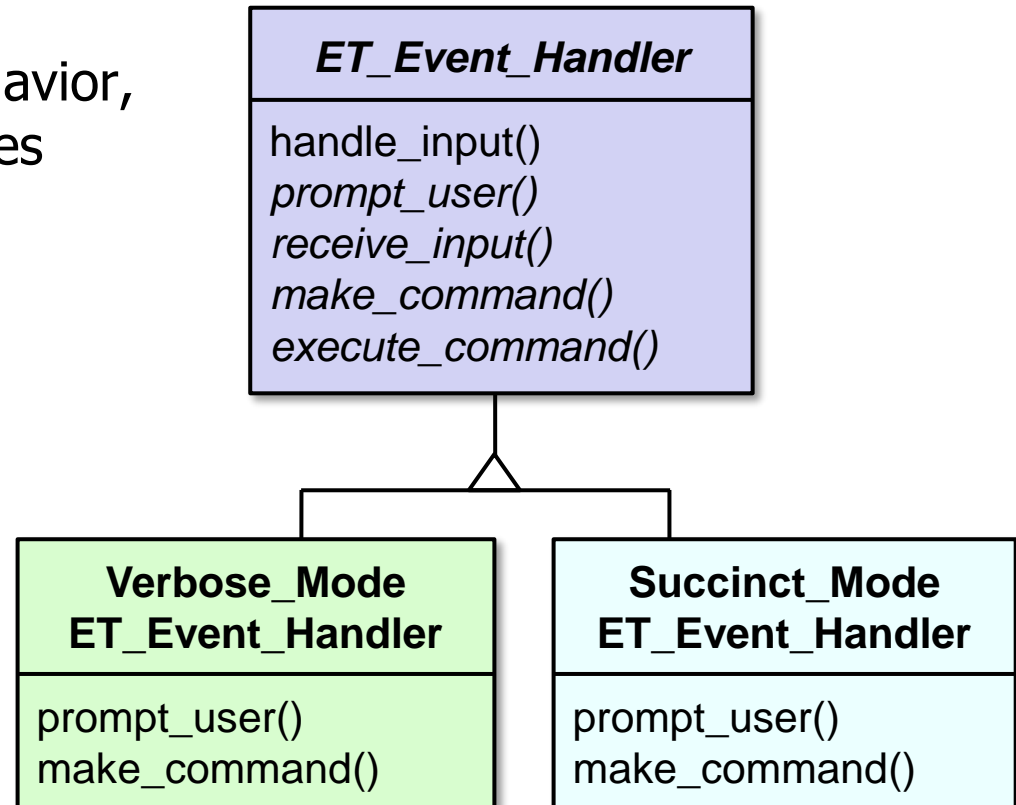 avior,
es
ET_Event_Handler
handle_input()
prompt_user()
receive_input()
make_command()
execute_command()
Verbose_Mode
ET_Event_Handler
prompt_user()
make_command()
Succinct_Mode
ET_Event_Handler
prompt_user()
make_command()